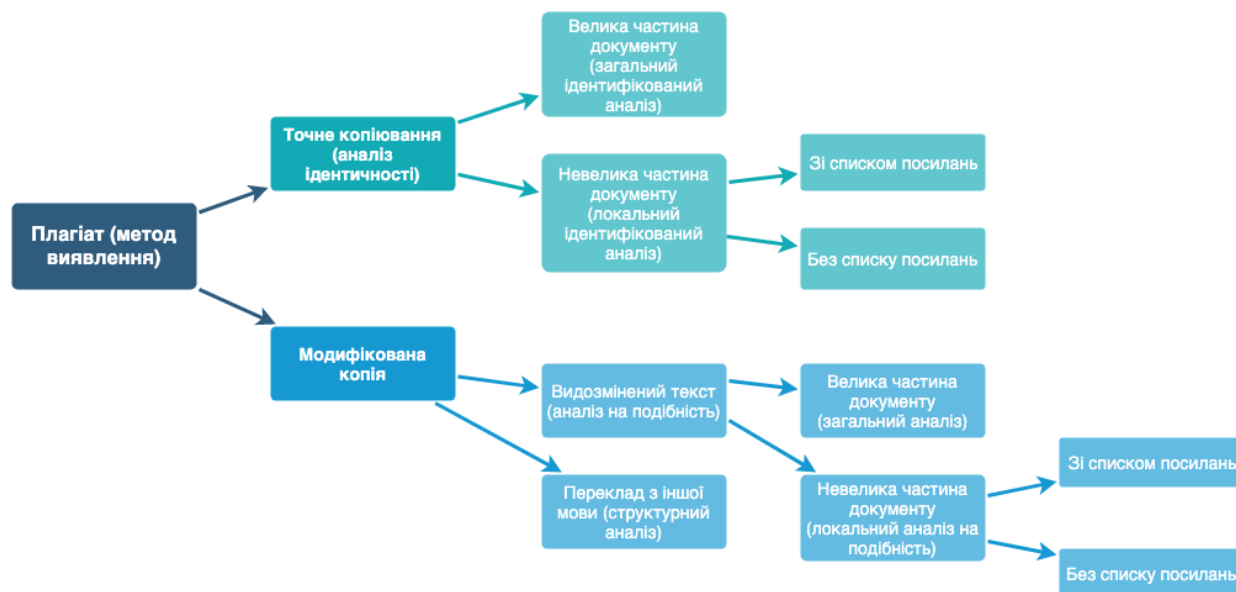 Велика частина
документу
(загальний
ідентифікований
аналіз)
Точне копіювання
(аналіз
ідентичності)
Невелика частина
документу
(локальний
ідентифікований
аналіз)
Зі списком посилань
Без списку посилань
Плагіат (метод
виявлення)
Модифікована
копія
Видозмінений текст
(аналіз на подібність)
Велика частина
документу
(загальний аналіз)
Переклад з іншої
мови (структурний
аналіз)
Невелика частина
документу
(локальний аналіз на
подібність)
Зі списком посилань
Без списку посилань